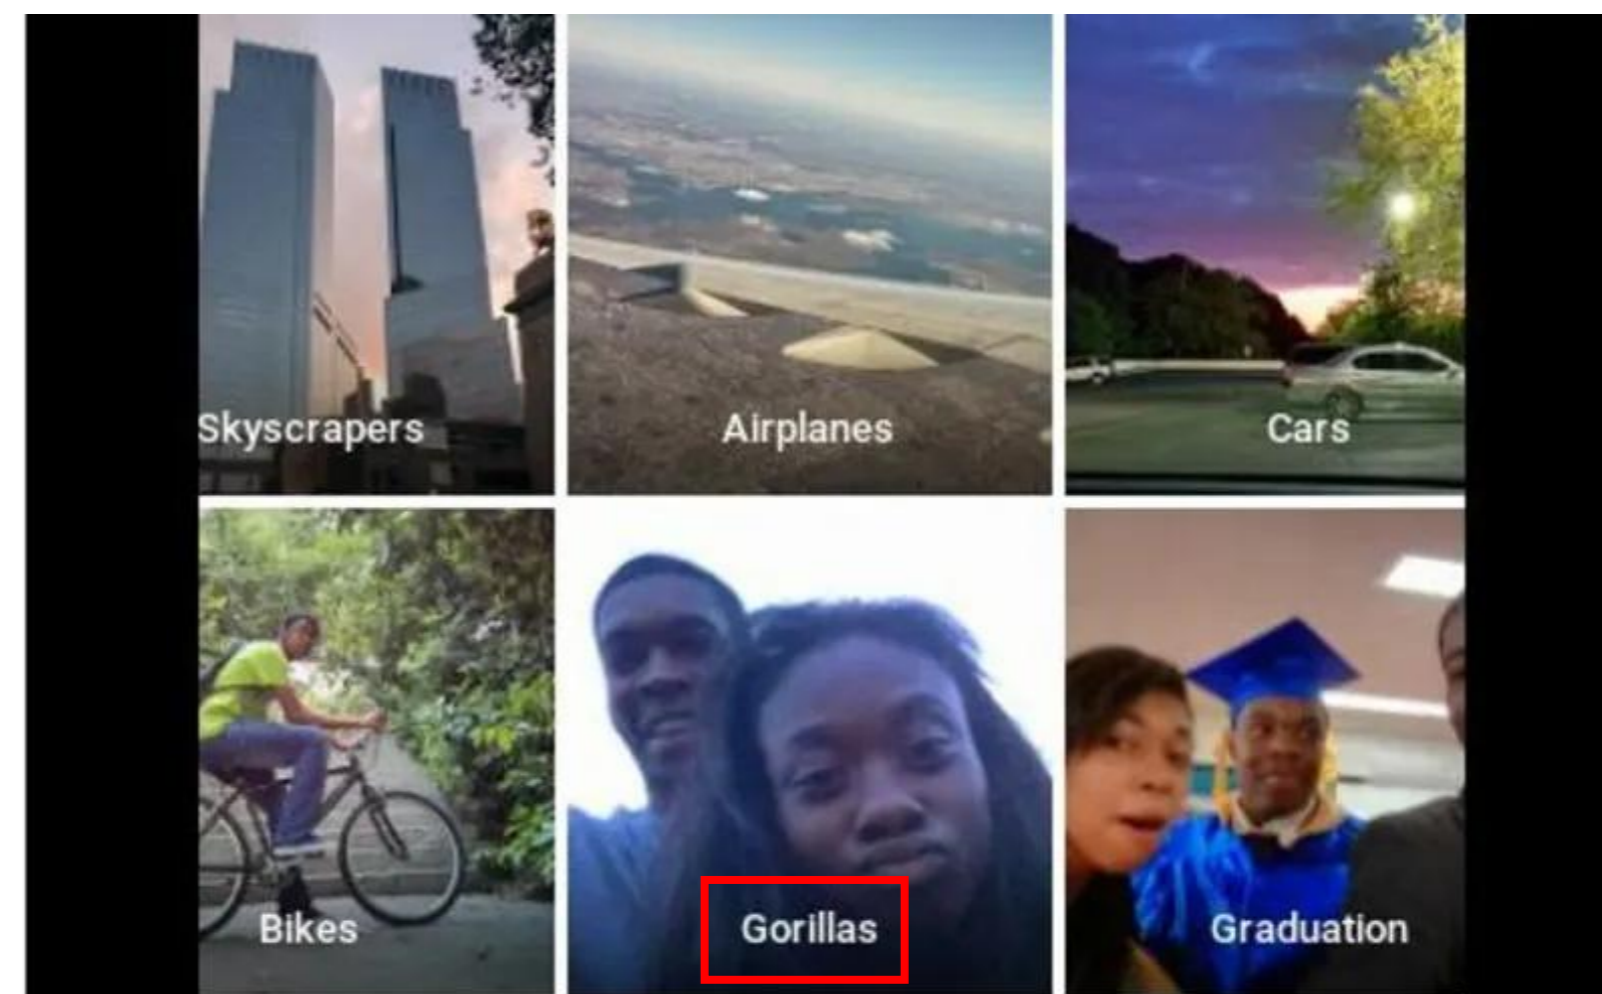 Skyscrapers
Airplanes
Cars
Bikes
Gorillas
Graduation